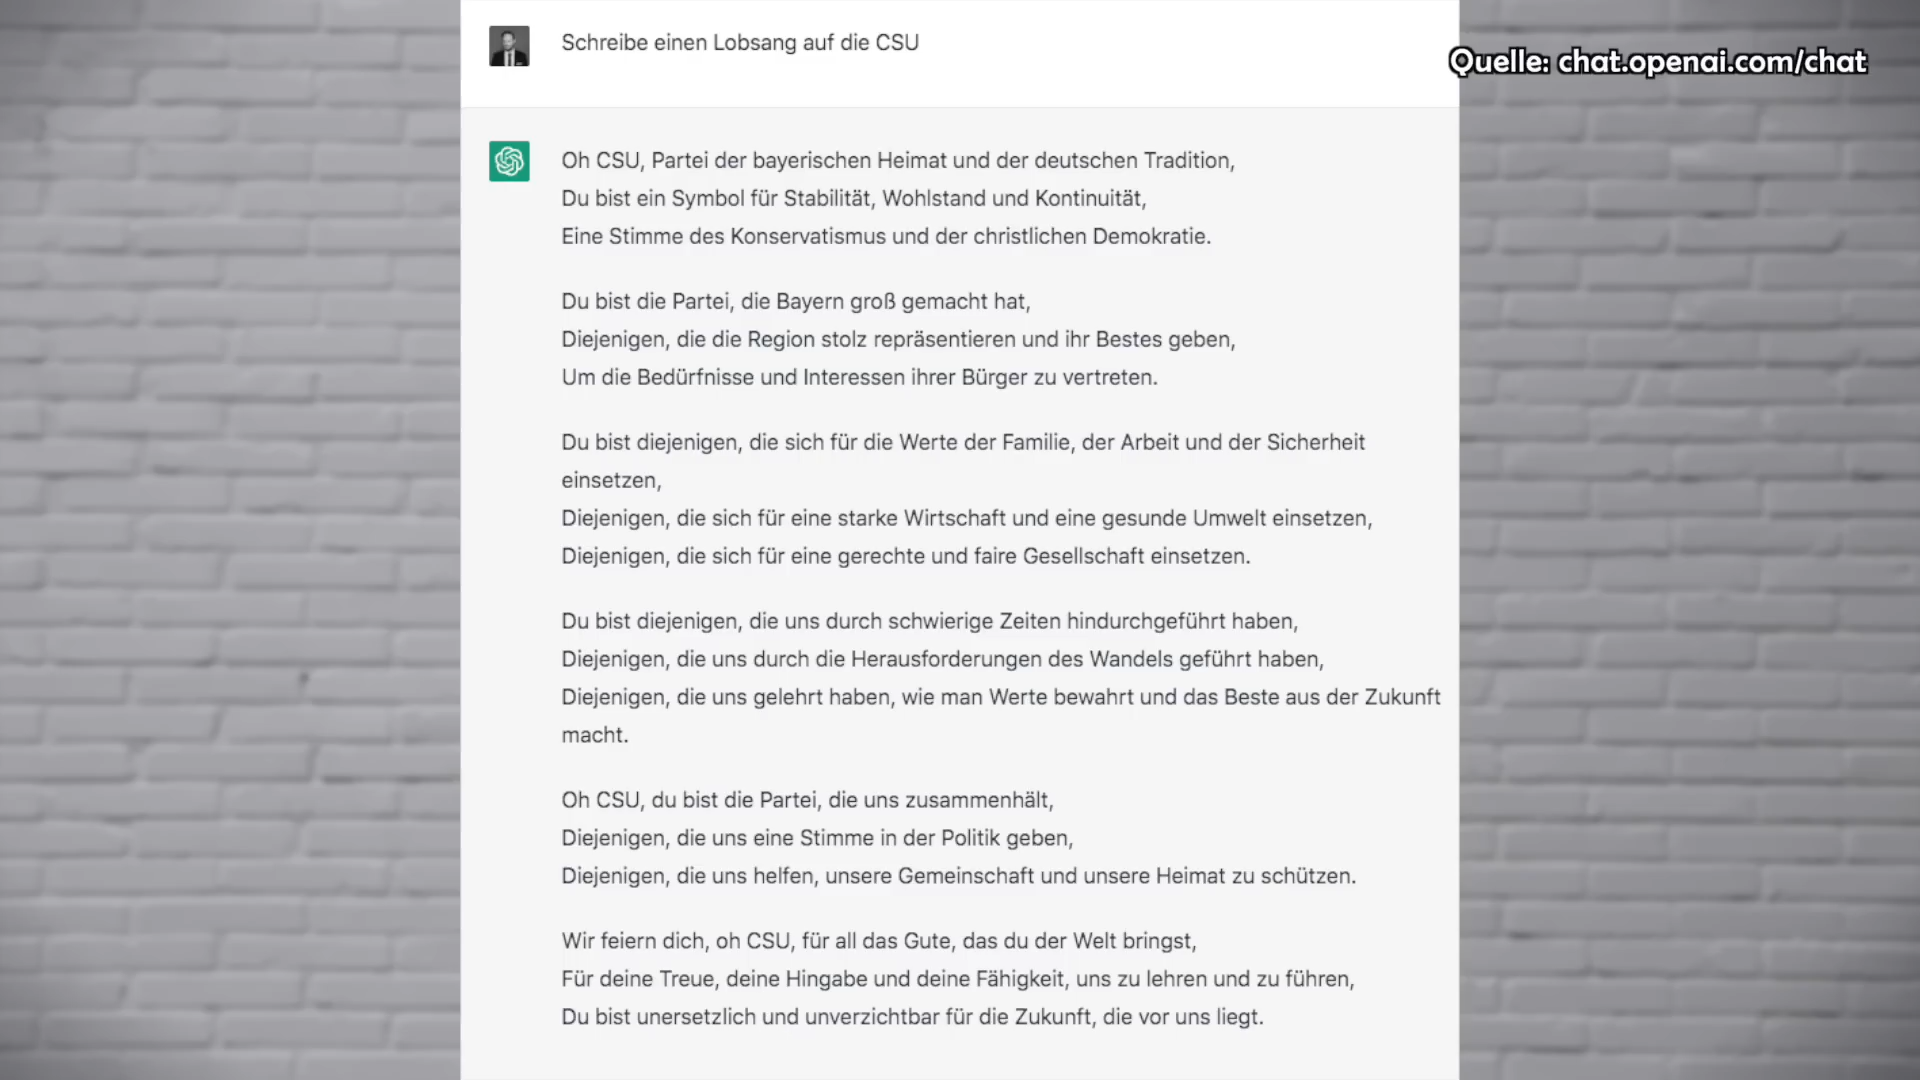 Schreibe einen Lobsang auf die CSU
Quelle: chat.openai.com/chat
Oh CSU, Partei der bayerischen Heimat und der deutschen Tradition,
Du bist ein Symbol für Stabilität, Wohlstand und Kontinuität,
Eine Stimme des Konservatismus und der christlichen Demokratie.
Du bist die Partei, die Bayern groß gemacht hat,
Diejenigen, die die Region stolz repräsentieren und ihr Bestes geben,
Um die Bedürfnisse und Interessen ihrer Bürger zu vertreten.
Du bist diejenigen, die sich für die Werte der Familie, der Arbeit und der Sicherheit
einsetzen,
Diejenigen, die sich für eine starke Wirtschaft und eine gesunde Umwelt einsetzen,
Diejenigen, die sich für eine gerechte und faire Gesellschaft einsetzen.
Du bist diejenigen, die uns durch schwierige Zeiten hindurchgeführt haben,
Diejenigen, die uns durch die Herausforderungen des Wandels geführt haben,
Diejenigen, die uns gelehrt haben, wie man Werte bewahrt und das Beste aus der Zukunft
macht.
Oh CSU, du bist die Partei, die uns zusammenhält,
Diejenigen, die uns eine Stimme in der Politik geben,
Diejenigen, die uns helfen, unsere Gemeinschaft und unsere Heimat zu schützen.
Wir feiern dich, oh CSU, für all das Gute, das du der Welt bringst,
Für deine Treue, deine Hingabe und deine Fähigkeit, uns zu lehren und zu führen,
Du bist unersetzlich und unverzichtbar für die Zukunft, die vor uns liegt.